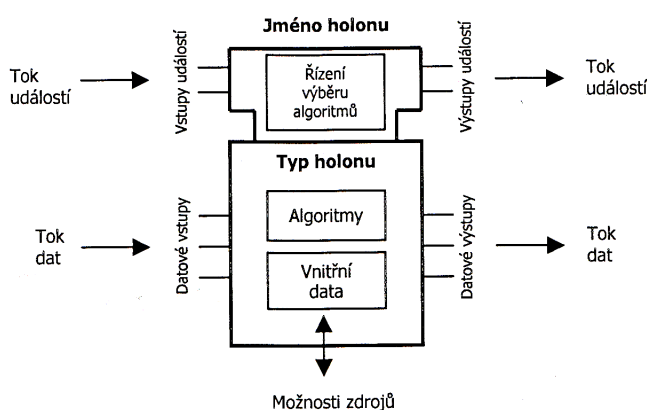 Jméno holonu
Tok
událostí
Vstupy událostí
Řízení
výběru
algoritmů
Výstupy událostí
Tok
událostí
Typ holonu
Tok
dat
Datové vstupy
Algoritmy
Vnitřní
data
Datové výstupy
Tok
dat
Možnosti zdrojů